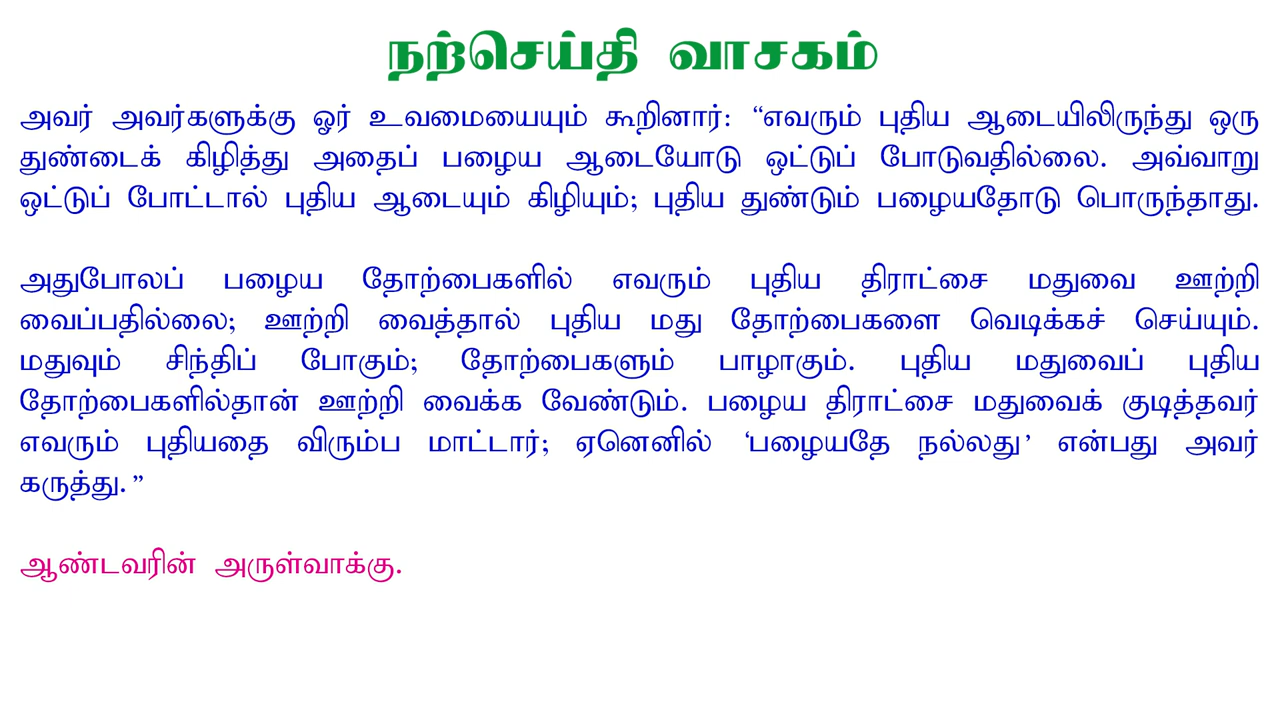 நற்செய்தி வாசகம்
அவர் அவர்களுக்கு ஓர் உவமையையும் கூறினார்: “எவரும் புதிய ஆடையிலிருந்து ஒரு
துண்டைக் கிழித்து அதைப் பழைய ஆடையோடு ஒட்டுப் போடுவதில்லை. அவ்வாறு
ஒட்டுப் போட்டால் புதிய ஆடையும் கிழியும்; புதிய துண்டும் பழையதோடு பொருந்தாது.
அதுபோலப் பழைய தோற்பைகளில் எவரும் புதிய திராட்சை மதுவை ஊற்றி
வைப்பதில்லை; ஊற்றி வைத்தால் புதிய மது தோற்பைகளை வெடிக்கச் செய்யும்.
மதுவும் சிந்திப் போகும்; தோற்பைகளும் பாழாகும். புதிய மதுவைப் புதிய
தோற்பைகளில்தான் ஊற்றி வைக்க வேண்டும். பழைய திராட்சை மதுவைக் குடித்தவர்
எவரும் புதியதை விரும்ப மாட்டார்; ஏனெனில் ‘பழையதே நல்லது’ என்பது அவர்
கருத்து.”
ஆண்டவரின் அருள்வாக்கு.